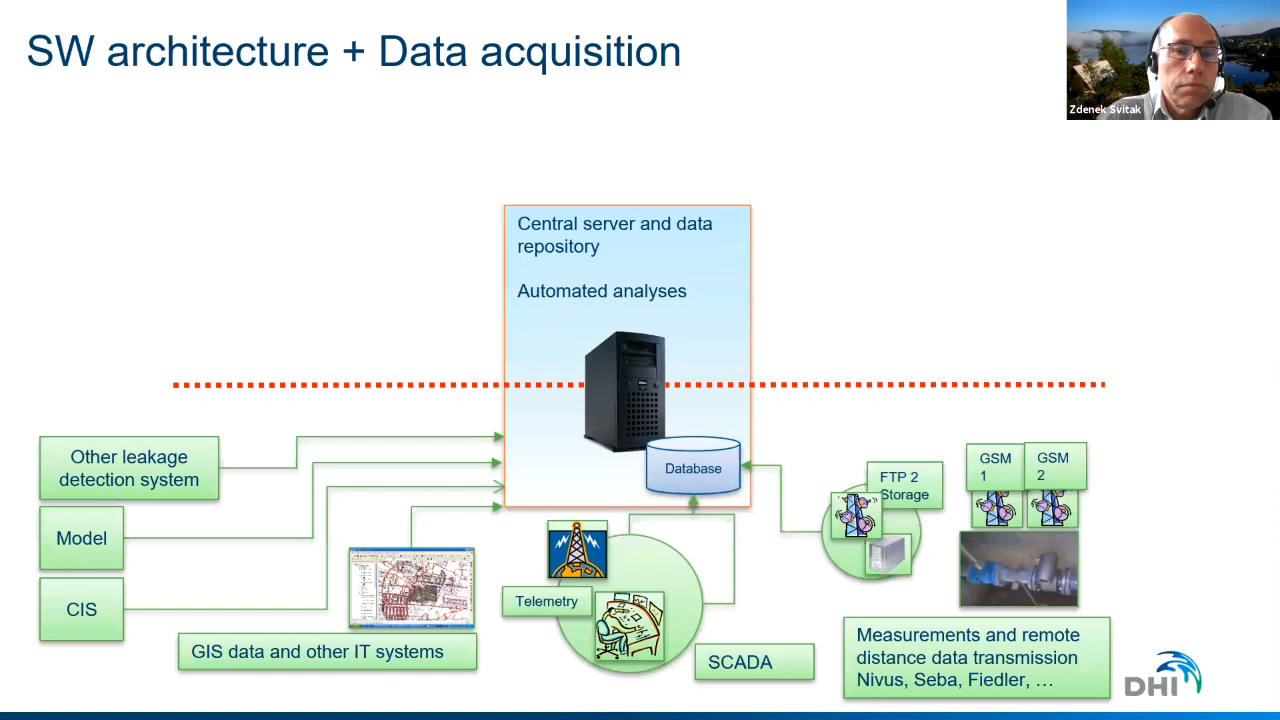 SW architecture + Data acquisition
Zdenek Svitak
Central server and data
repository
Automated analyses
Other leakage
detection system
Database
FTP 2
Storage
GSM
1
GSM
2
Model
CIS
Telemetry
GIS data and other IT systems
SCADA
Measurements and remote
distance data transmission
Nivus, Seba, Fiedler, …
DHI